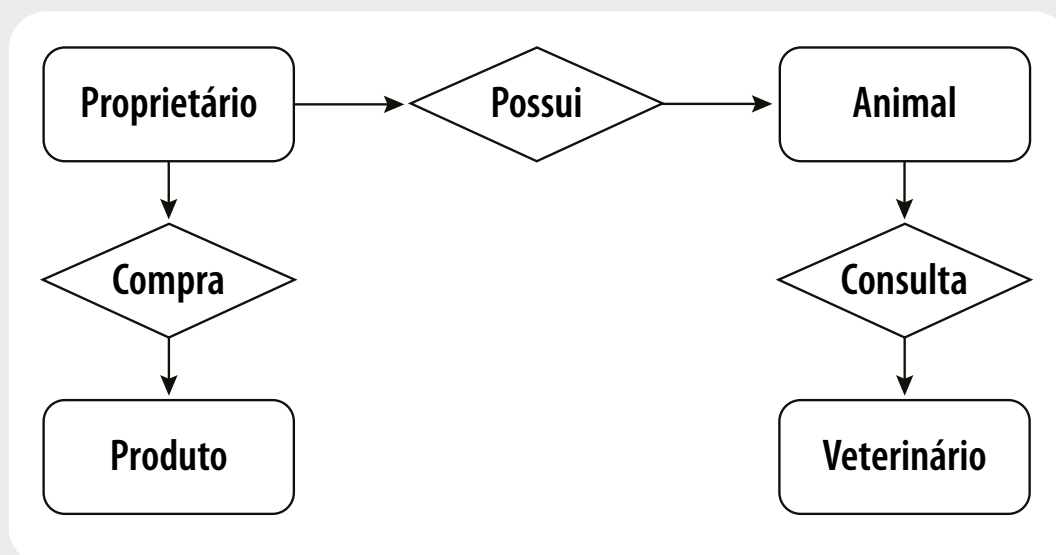 Proprietário
Possui
Animal
Compra
Consulta
Produto
Veterinário